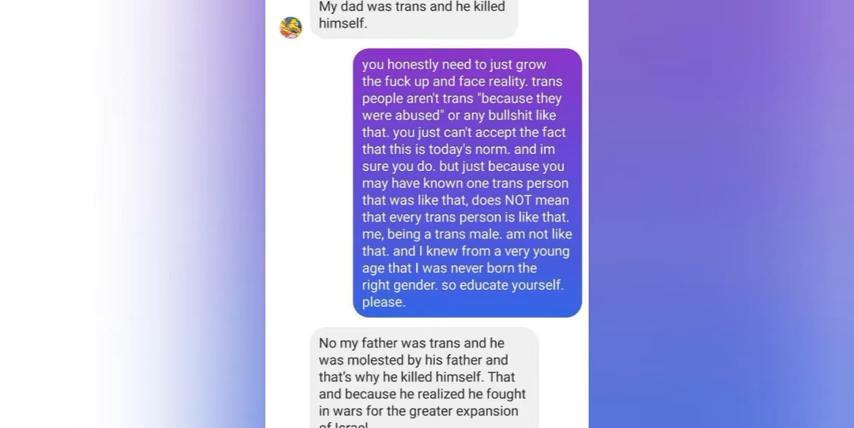 My dad was trans and he killed
himself.
you honestly need to just grow
the fuck up and face reality. trans
people aren't trans "because they
were abused" or any bullshit like
that. you just can't accept the fact
that this is today's norm. and im
sure you do. but just because you
may have known one trans person
that was like that, does NOT mean
that every trans person is like that.
me, being a trans male. am not like
that. and I knew from a very young
age that I was never born the
right gender. so educate yourself.
please.
No my father was trans and he
was molested by his father and
that's why he killed himself. That
and because he realized he fought
in wars for the greater expansion
of Israel